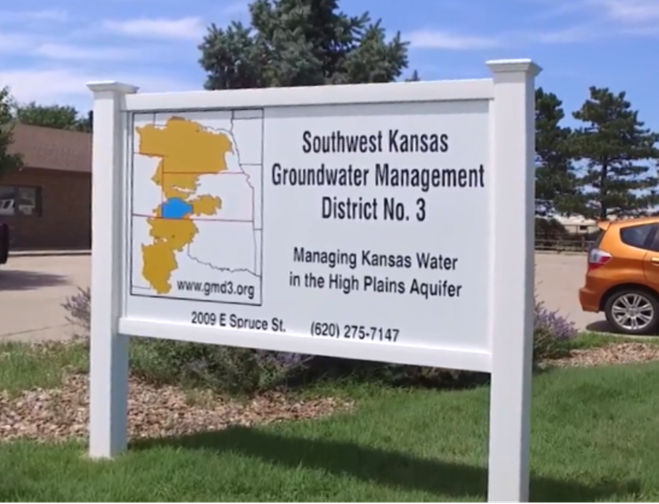 Southwest Kansas
Groundwater Management
District No. 3
Managing Kansas Water
in the High Plains Aquifer
www.gmd3.org
2009 E Spruce St. (620) 275-7147